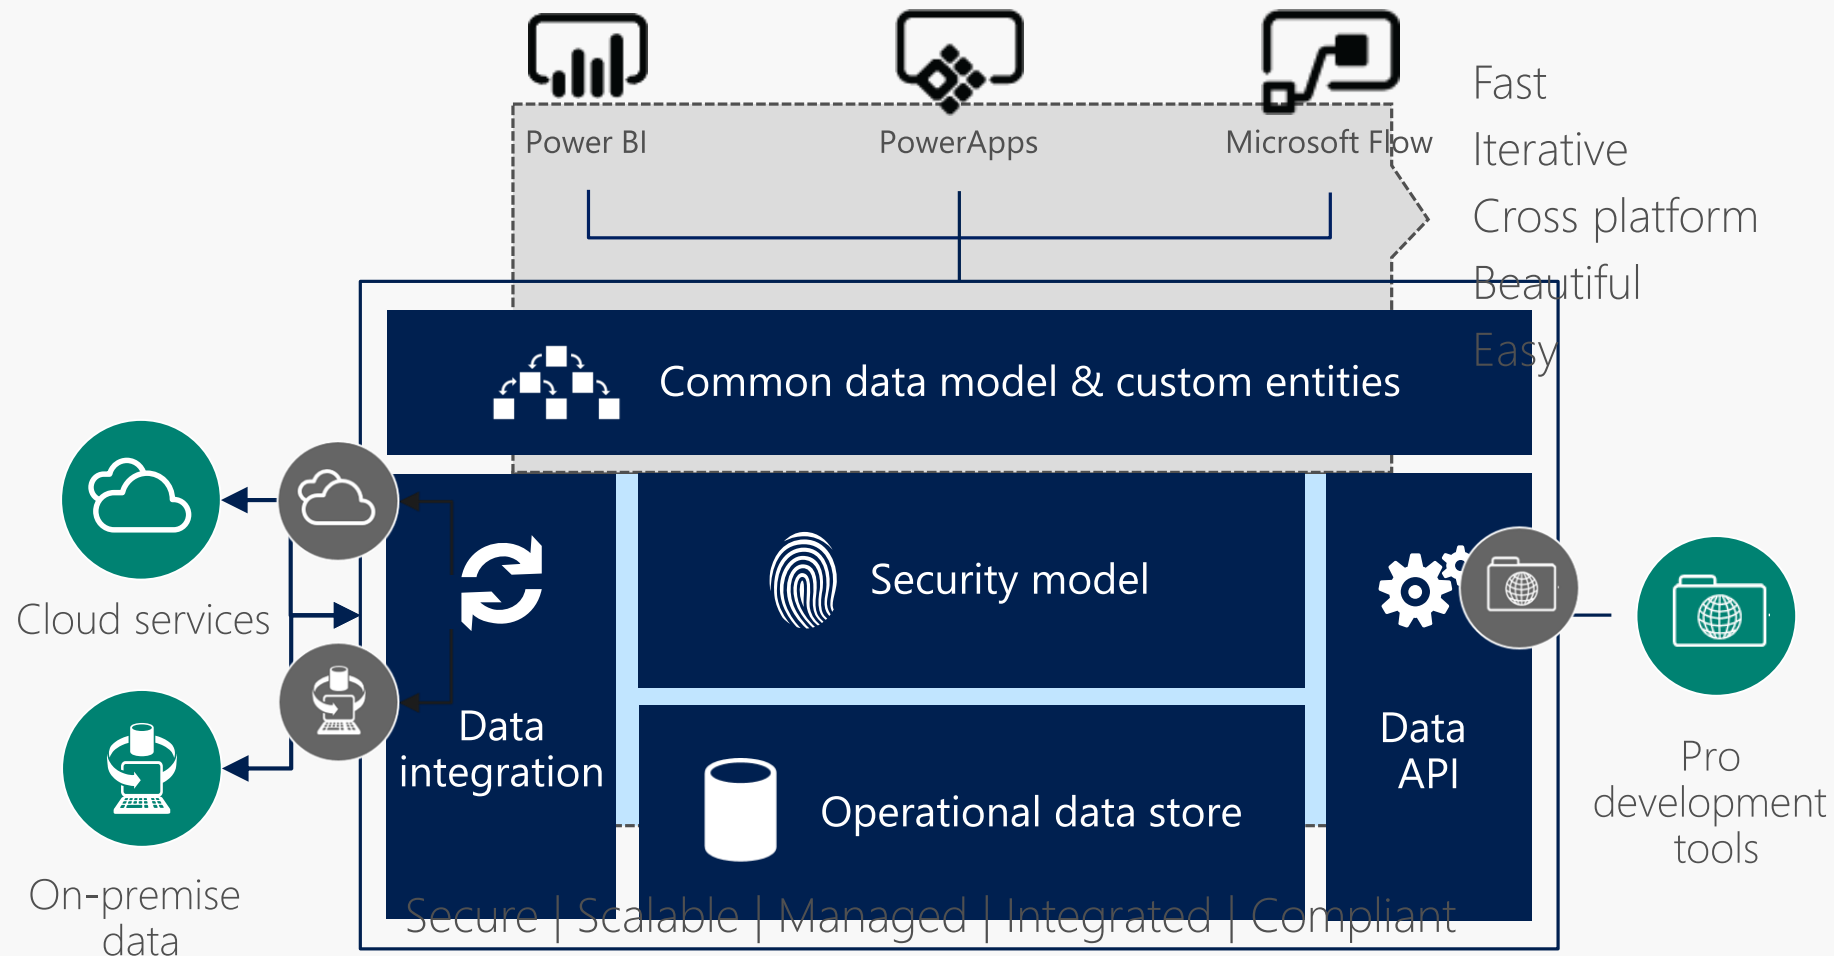 Power BI
PowerApps
Microsoft Flow
Fast
Iterative
Cross platform
Beautiful
Easy
Common data model & custom entities
Cloud services
Security model
Data
integration
Data
API
Operational data store
Pro
development
tools
On-premise
data
Secure | Scalable | Managed | Integrated | Compliant